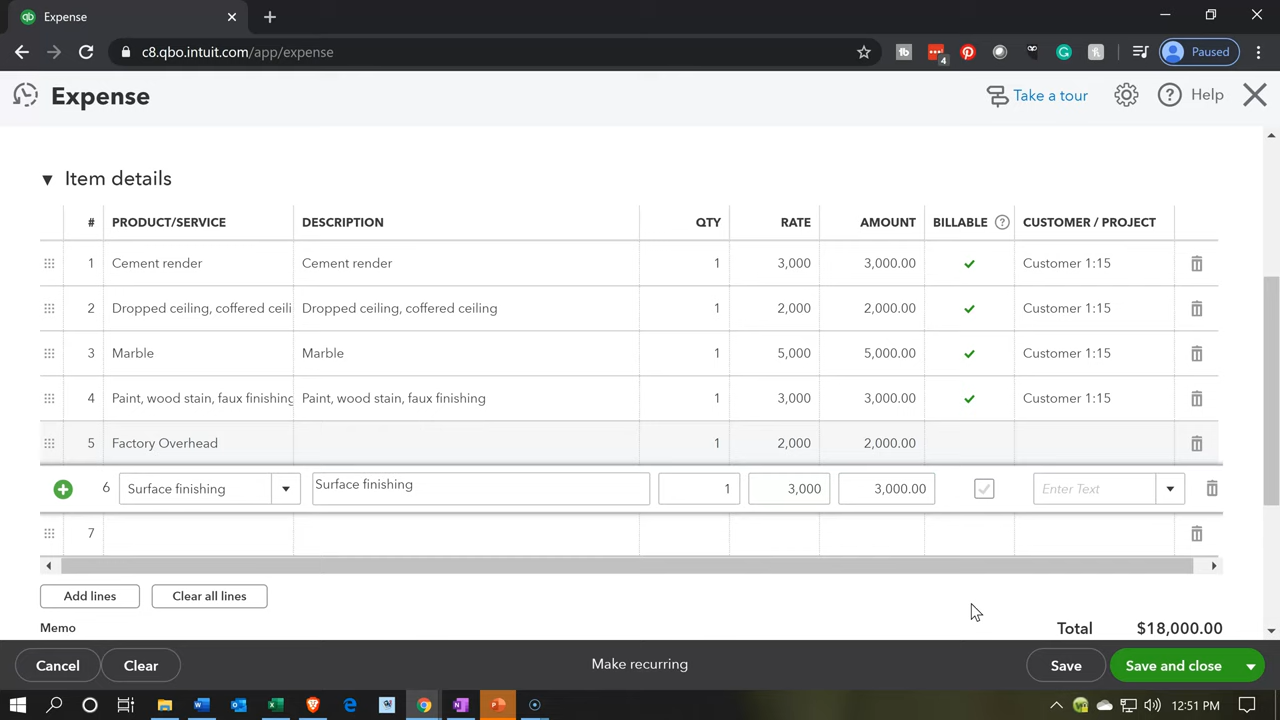 qb Expense
c8.qbo.intuit.com/app/expense
4
Paused
Expense
Take a tour
Help
Item details
# PRODUCT/SERVICE DESCRIPTION QTY RATE AMOUNT BILLABLE ? CUSTOMER / PROJECT
1 Cement render Cement render 1 3,000 3,000.00 Customer 1:15
2 Dropped ceiling, coffered ceili Dropped ceiling, coffered ceiling 1 2,000 2,000.00 Customer 1:15
3 Marble Marble 1 5,000 5,000.00 Customer 1:15
4 Paint, wood stain, faux finishing Paint, wood stain, faux finishing 1 3,000 3,000.00 Customer 1:15
5 Factory Overhead 1 2,000 2,000.00
6 Surface finishing Surface finishing 1 3,000 3,000.00 Enter Text
7
Add lines Clear all lines
Memo Total $18,000.00
Cancel Clear Make recurring Save Save and close
12:51 PM